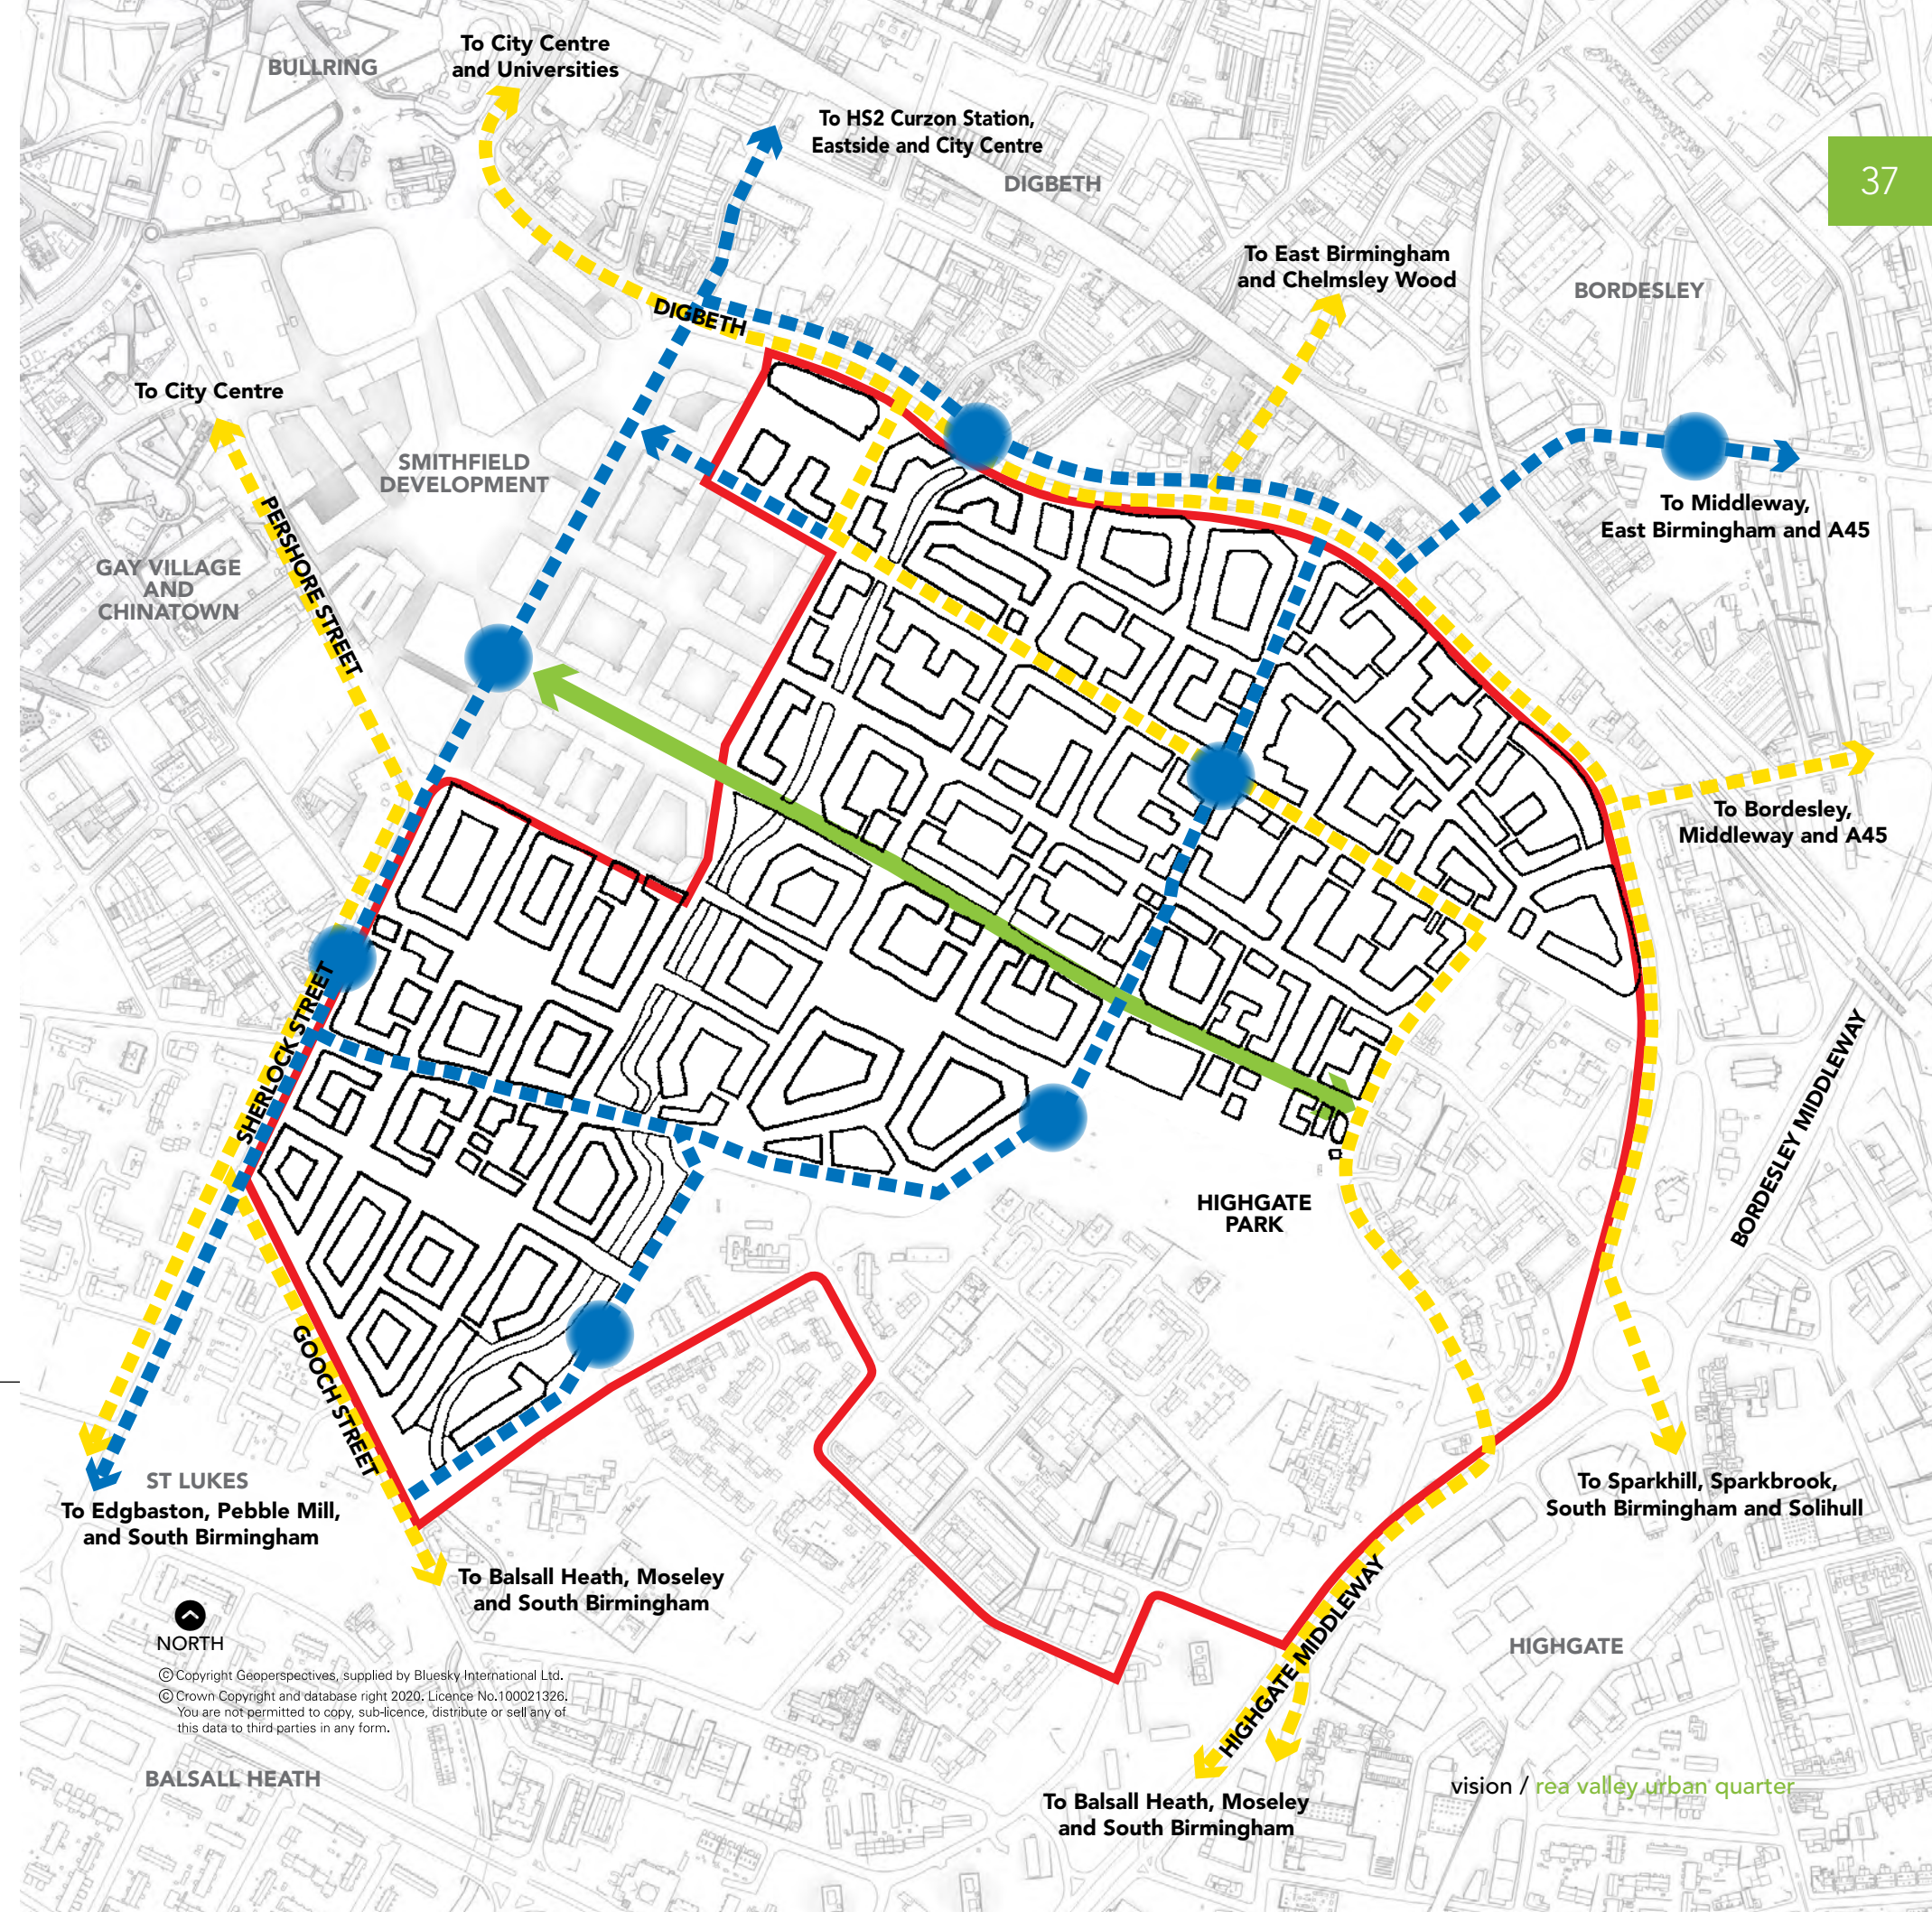 To City Centre
and Universities
BULLRING
To HS2 Curzon Station,
Eastside and City Centre
DIGBETH
37
To East Birmingham
and Chelmsley Wood
BORDESLEY
DIGBETH
To City Centre
SMITHFIELD
DEVELOPMENT
PERSHORE STREET
To Middleway,
East Birmingham and A45
GAY VILLAGE
AND
CHINATOWN
To Bordesley,
Middleway and A45
SHERLOCK STREET
BORDESLEY MIDDLEWAY
HIGHGATE
PARK
GOOCH STREET
ST LUKES
To Edgbaston, Pebble Mill,
and South Birmingham
To Sparkhill, Sparkbrook,
South Birmingham and Solihull
To Balsall Heath, Moseley
and South Birmingham
NORTH
HIGHGATE MIDDLEWAY
HIGHGATE
© Copyright Geoperspectives, supplied by Bluesky International Ltd.
© Crown Copyright and database right 2020. Licence No.100021326.
You are not permitted to copy, sub-licence, distribute or sell any of
this data to third parties in any form.
BALSALL HEATH
To Balsall Heath, Moseley
and South Birmingham
vision / rea valley urban quarter